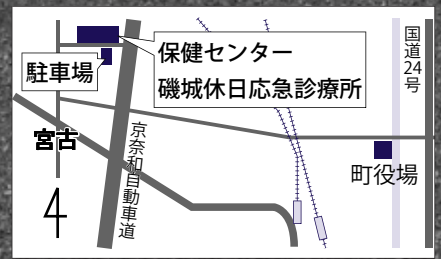 保健センター
磯城休日応急診療所
駐車場
国道24号
宮古
京奈和自動車道
町役場